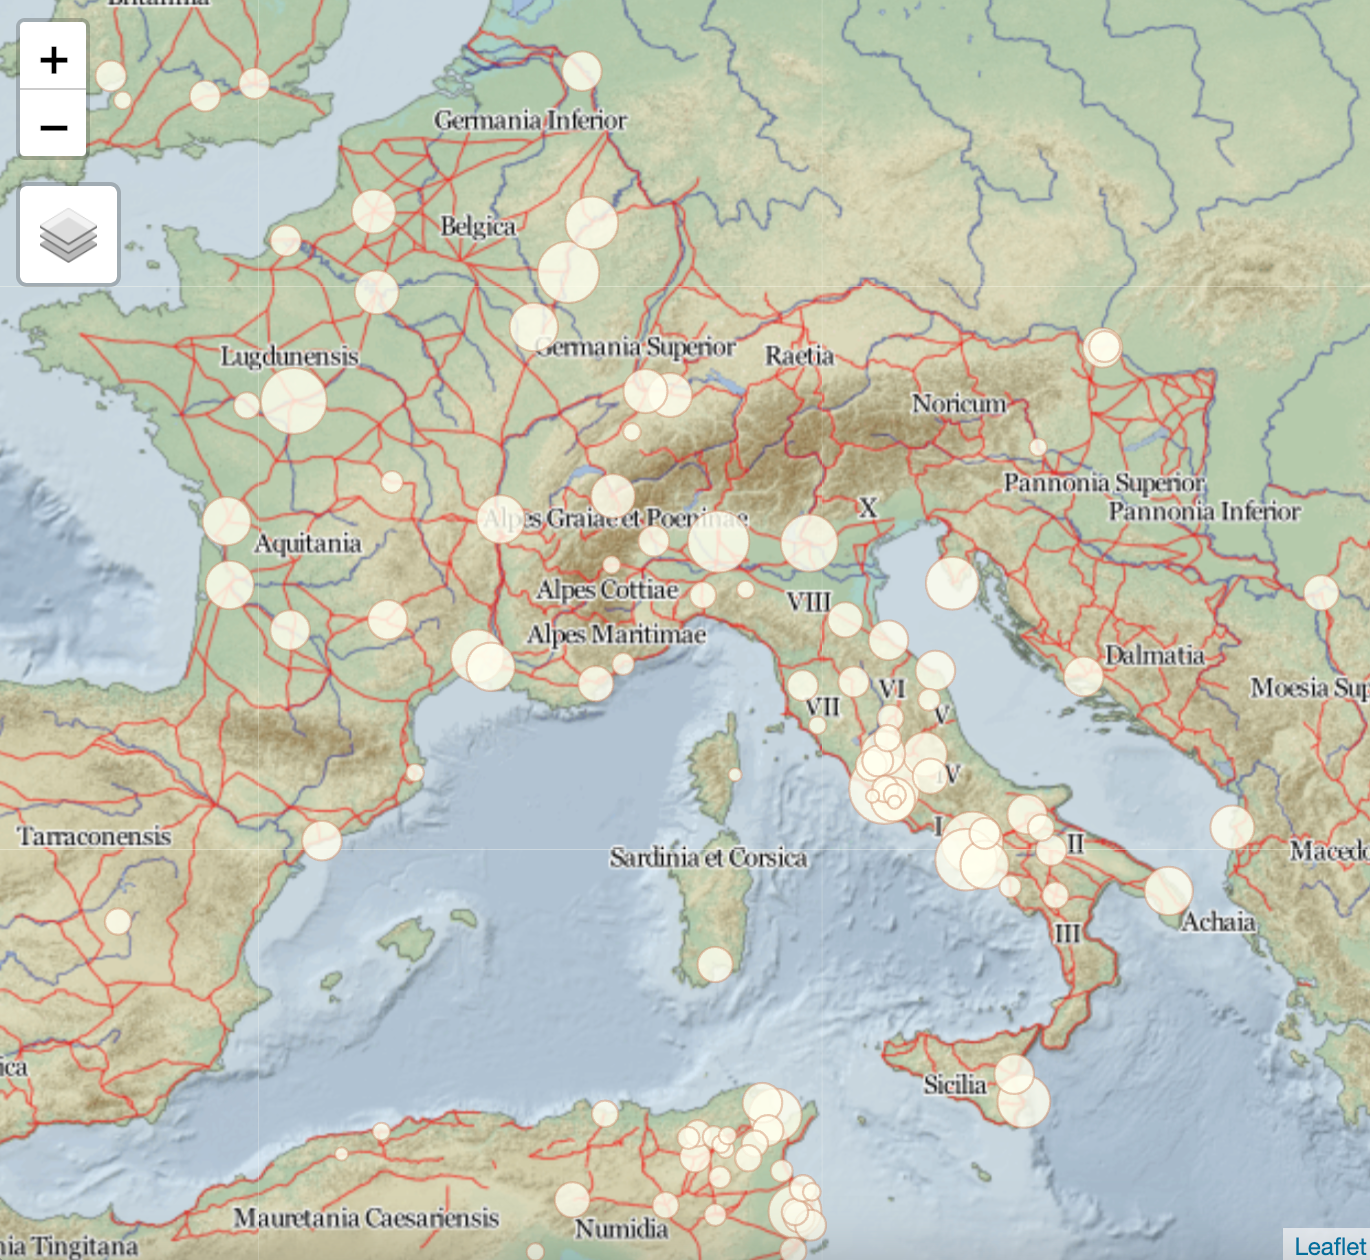 Britannia
+
−
Germania Inferior
Belgica
Lugdunensis
Germania Superior
Raetia
Noricum
Pannonia Superior
Pannonia Inferior
X
Alpes Graiae et Poeninae
Aquitania
Alpes Cottiae
VIII
Alpes Maritimae
Dalmatia
Moesia Sup
VI
VII
V
IV
Tarraconensis
I
II
Macedo
Sardinia et Corsica
Achaia
III
ica
Sicilia
Mauretania Caesariensis
Numidia
nia Tingitana
Leaflet